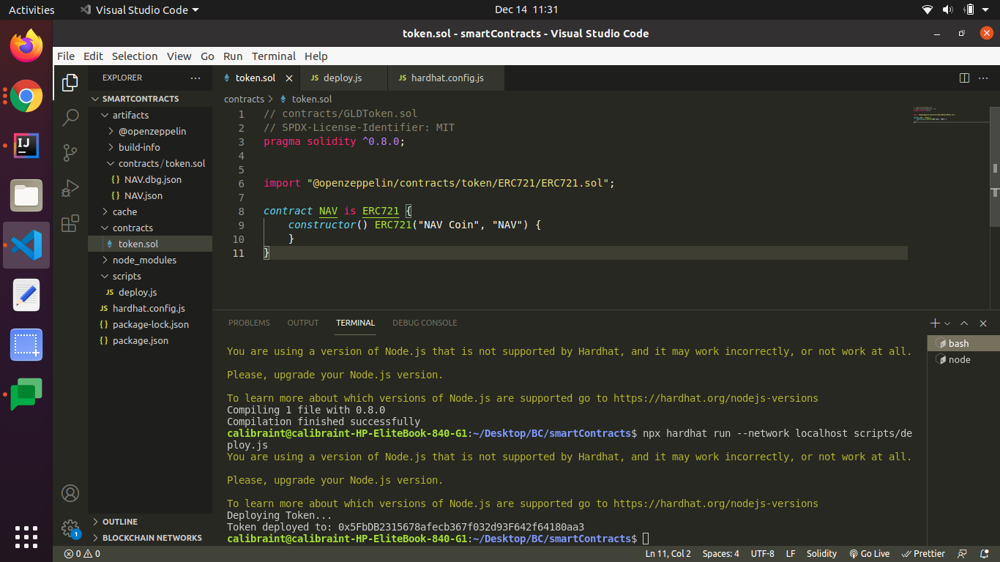 Activities Visual Studio Code Dec 14 11:31
token.sol - smartContracts - Visual Studio Code
File Edit Selection View Go Run Terminal Help
EXPLORER
SMARTCONTRACTS
artifacts
@openzeppelin
build-info
contracts / token.sol
{} NAV.dbg.json
{} NAV.json
cache
contracts
token.sol
node_modules
scripts
JS deploy.js
JS hardhat.config.js
{} package-lock.json
{} package.json
OUTLINE
BLOCKCHAIN NETWORKS
token.sol JS deploy.js JS hardhat.config.js
contracts > token.sol
1 // contracts/GLDToken.sol
2 // SPDX-License-Identifier: MIT
3 pragma solidity ^0.8.0;
4
5
6 import "@openzeppelin/contracts/token/ERC721/ERC721.sol";
7
8 contract NAV is ERC721 {
9 constructor() ERC721("NAV Coin", "NAV") {
10 }
11 }
PROBLEMS OUTPUT TERMINAL DEBUG CONSOLE
bash
node
You are using a version of Node.js that is not supported by Hardhat, and it may work incorrectly, or not work at all.
Please, upgrade your Node.js version.
To learn more about which versions of Node.js are supported go to https://hardhat.org/nodejs-versions
Compiling 1 file with 0.8.0
Compilation finished successfully
calibraint@calibraint-HP-EliteBook-840-G1:~/Desktop/BC/smartContracts$ npx hardhat run --network localhost scripts/de
ploy.js
You are using a version of Node.js that is not supported by Hardhat, and it may work incorrectly, or not work at all.
Please, upgrade your Node.js version.
To learn more about which versions of Node.js are supported go to https://hardhat.org/nodejs-versions
Deploying Token...
Token deployed to: 0x5FbDB2315678afecb367f032d93F642f64180aa3
calibraint@calibraint-HP-EliteBook-840-G1:~/Desktop/BC/smartContracts$
1
0 0 Ln 11, Col 2 Spaces: 4 UTF-8 LF Solidity Go Live Prettier